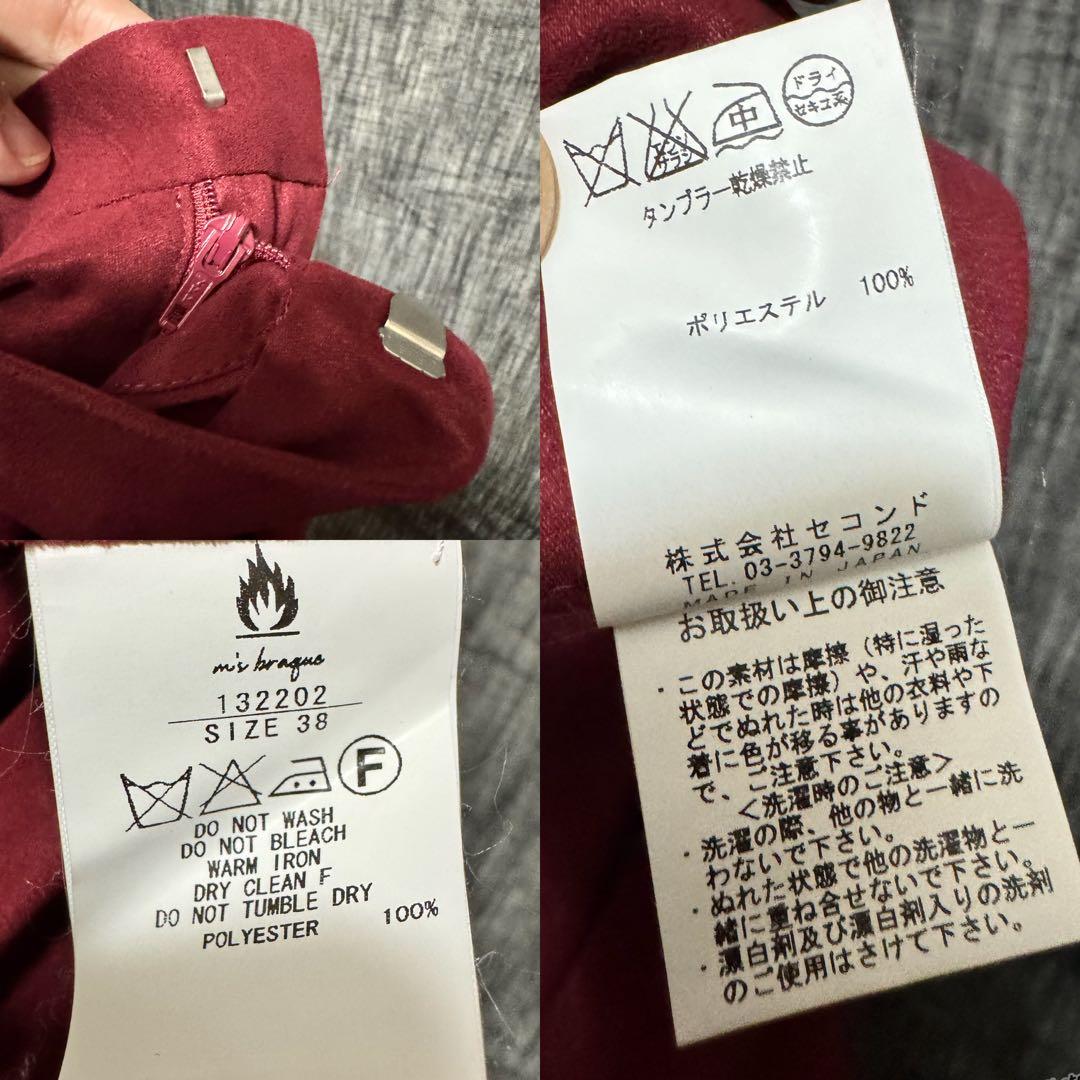 YKK
ドライ
セキユ系
エンソ
サラシ
中
タンブラー乾燥禁止
ポリエステル 100%
株式会社セコンド
TEL. 03-3794-9822
MADE IN JAPAN.
お取扱い上の御注意
・この素材は摩擦(特に湿った
状態での摩擦)や、汗や雨な
どでぬれた時は他の衣料や下
着に色が移る事がありますの
で、ご注意下さい。
<洗濯時のご注意>
・洗濯の際、他の物と一緒に洗
わないで下さい。
・ぬれた状態で他の洗濯物と一
緒に重ね合せないで下さい。
・漂白剤及び漂白剤入りの洗剤
のご使用はさけて下さい。
m's braque
132202
SIZE 38
F
DO NOT WASH
DO NOT BLEACH
WARM IRON
DRY CLEAN F
DO NOT TUMBLE DRY
POLYESTER 100%